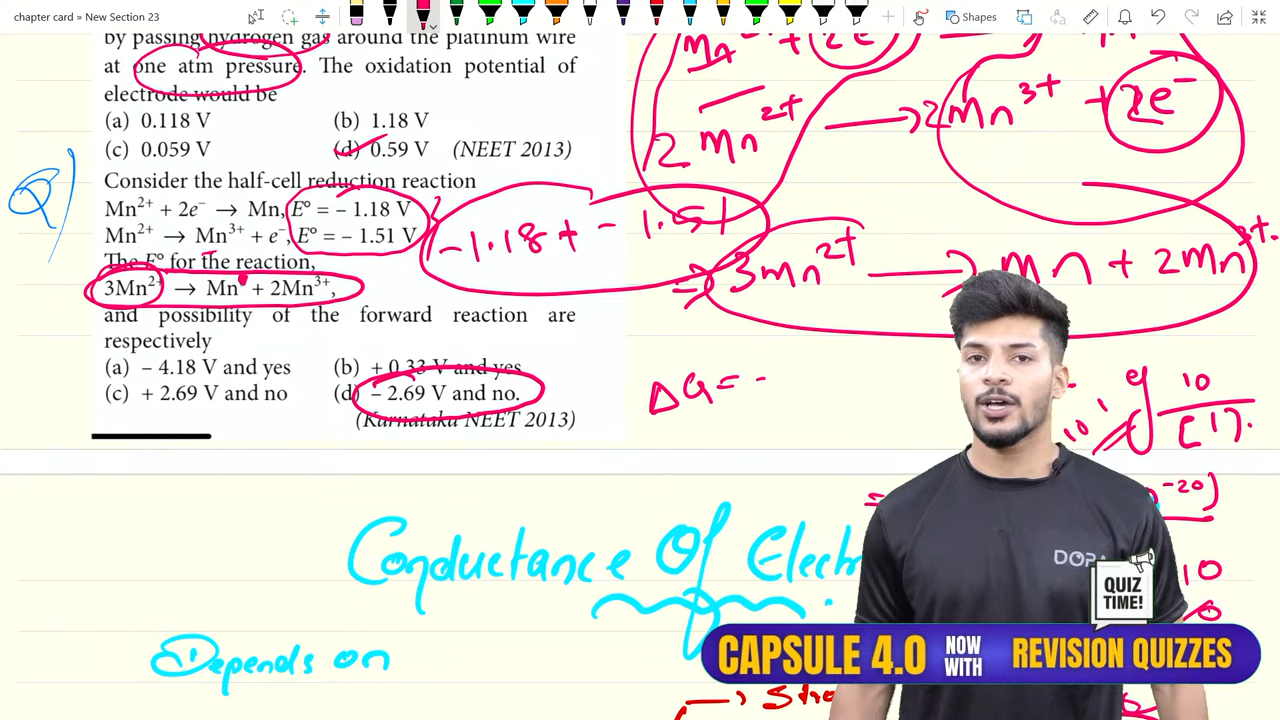 chapter card » New Section 23
Shapes
by passing hydrogen gas around the platinum wire
at one atm pressure. The oxidation potential of
electrode would be
(a) 0.118 V (b) 1.18 V
(c) 0.059 V (d) 0.59 V (NEET 2013)
Q)
Consider the half-cell reduction reaction
Mn²⁺ + 2e⁻ → Mn, E° = – 1.18 V
Mn²⁺ → Mn³⁺ + e⁻, E° = – 1.51 V
The E° for the reaction,
3Mn²⁺ → Mn + 2Mn³⁺,
and possibility of the forward reaction are
respectively
(a) – 4.18 V and yes (b) + 0.33 V and yes
(c) + 2.69 V and no (d) – 2.69 V and no.
(Karnataka NEET 2013)
2Mn²⁺ → 2Mn³⁺ + 2e⁻
-1.18 + -1.51
⇒ 3Mn²⁺ → Mn + 2Mn³⁺
ΔG = -
10
Conductance Of Electr
Depends on
DOPA
QUIZ
TIME!
CAPSULE 4.0 NOW WITH REVISION QUIZZES